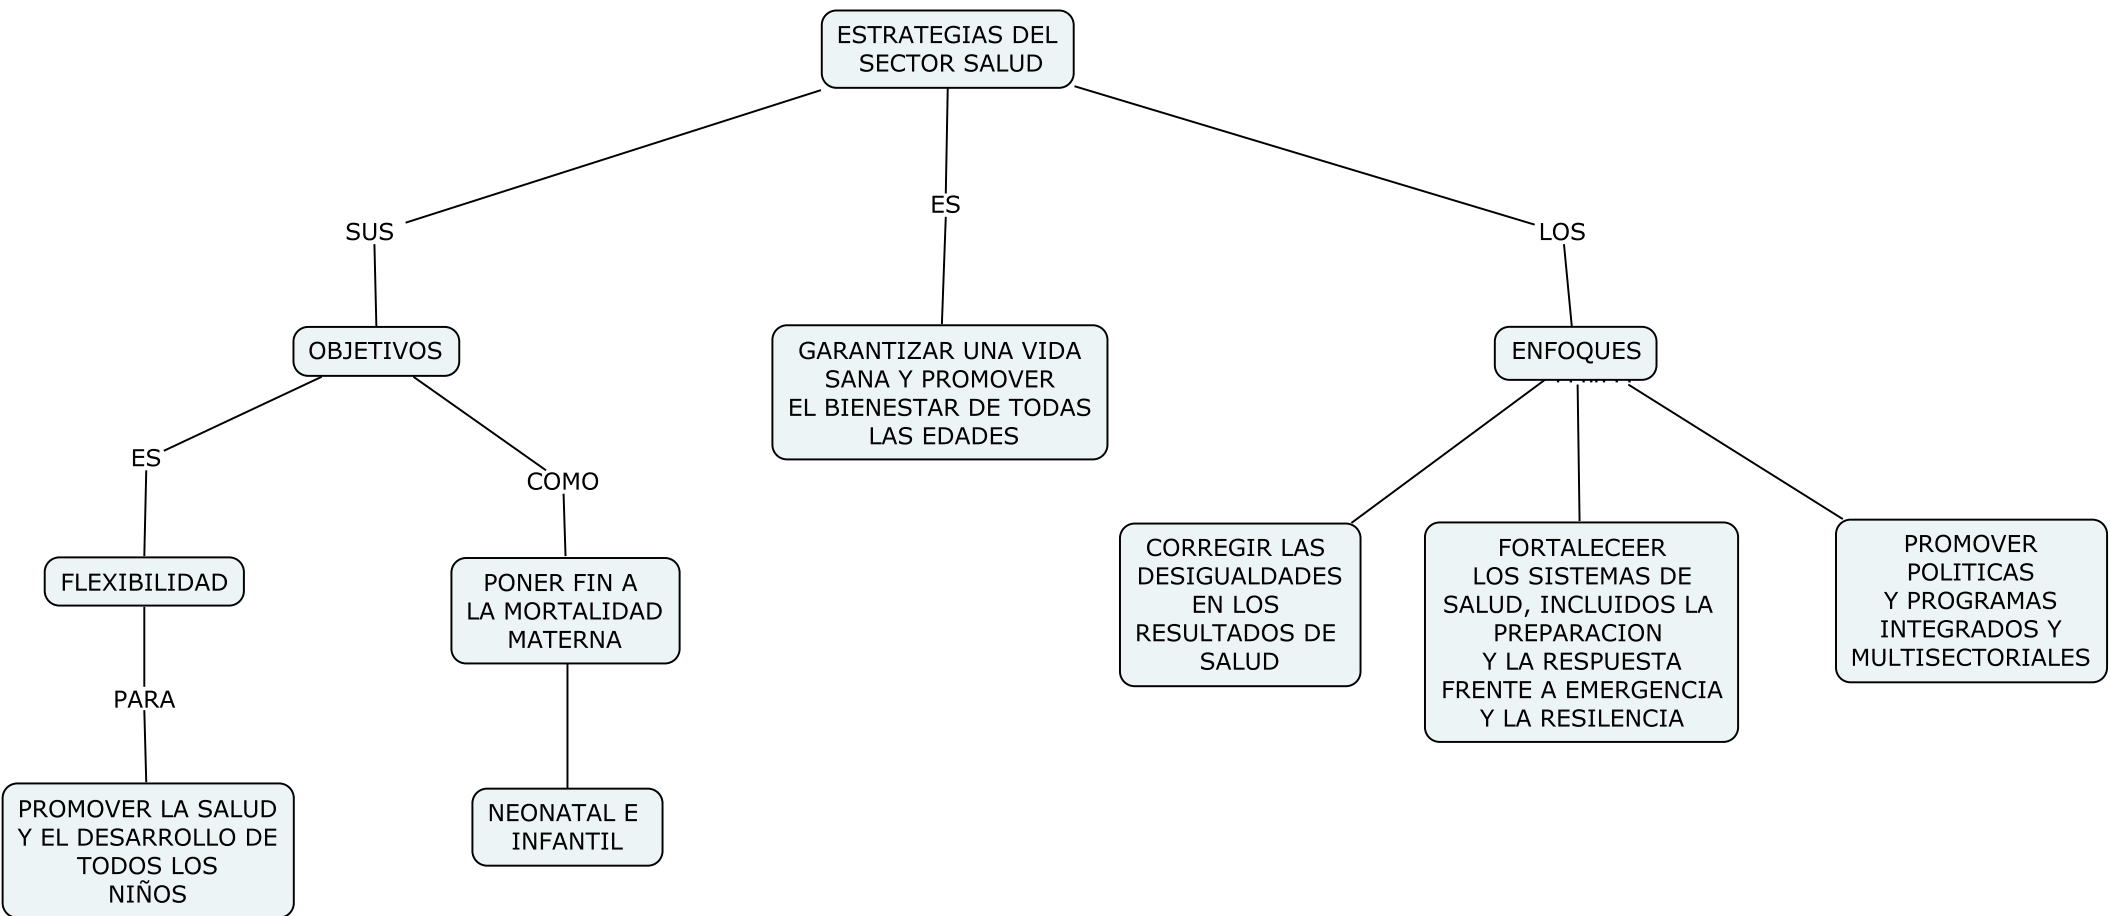 ESTRATEGIAS DEL
SECTOR SALUD
SUS
ES
LOS
OBJETIVOS
GARANTIZAR UNA VIDA
SANA Y PROMOVER
EL BIENESTAR DE TODAS
LAS EDADES
ENFOQUES
ES
COMO
FLEXIBILIDAD
PONER FIN A
LA MORTALIDAD
MATERNA
CORREGIR LAS
DESIGUALDADES
EN LOS
RESULTADOS DE
SALUD
FORTALECEER
LOS SISTEMAS DE
SALUD, INCLUIDOS LA
PREPARACION
Y LA RESPUESTA
FRENTE A EMERGENCIA
Y LA RESILENCIA
PROMOVER
POLITICAS
Y PROGRAMAS
INTEGRADOS Y
MULTISECTORIALES
PARA
PROMOVER LA SALUD
Y EL DESARROLLO DE
TODOS LOS
NIÑOS
NEONATAL E
INFANTIL